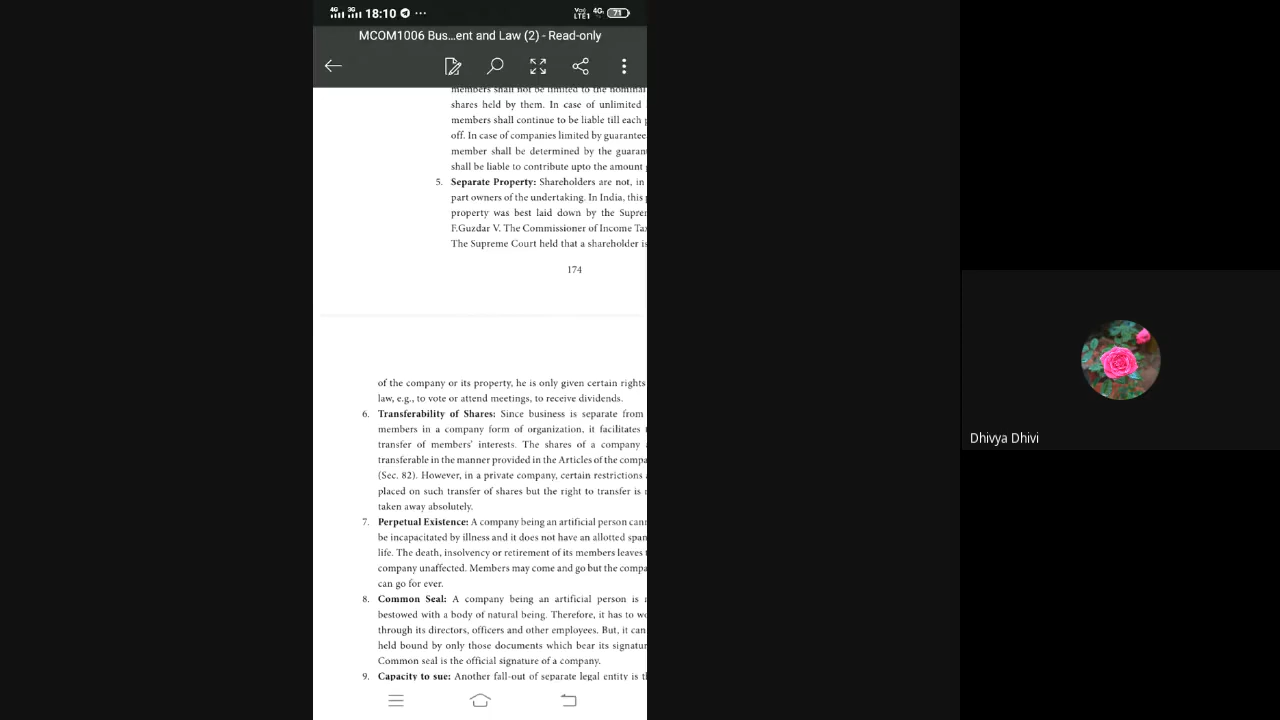 4G 3G 18:10 ··· Vo) LTE1 4G 71
MCOM1006 Bus...ent and Law (2) - Read-only
members shall not be limited to the nominal
shares held by them. In case of unlimited
members shall continue to be liable till each
off. In case of companies limited by guarantee
member shall be determined by the guaran
shall be liable to contribute upto the amount
5. Separate Property: Shareholders are not, in
part owners of the undertaking. In India, this
property was best laid down by the Suprem
F.Guzdar V. The Commissioner of Income Tax
The Supreme Court held that a shareholder is
174
of the company or its property, he is only given certain rights
law, e.g., to vote or attend meetings, to receive dividends.
6. Transferability of Shares: Since business is separate from
members in a company form of organization, it facilitates t
transfer of members' interests. The shares of a company a
transferable in the manner provided in the Articles of the compa
(Sec. 82). However, in a private company, certain restrictions a
placed on such transfer of shares but the right to transfer is n
taken away absolutely.
7. Perpetual Existence: A company being an artificial person cann
be incapacitated by illness and it does not have an allotted span
life. The death, insolvency or retirement of its members leaves t
company unaffected. Members may come and go but the compa
can go for ever.
8. Common Seal: A company being an artificial person is n
bestowed with a body of natural being. Therefore, it has to wo
through its directors, officers and other employees. But, it can
held bound by only those documents which bear its signatur
Common seal is the official signature of a company.
9. Capacity to sue: Another fall-out of separate legal entity is th
Dhivya Dhivi